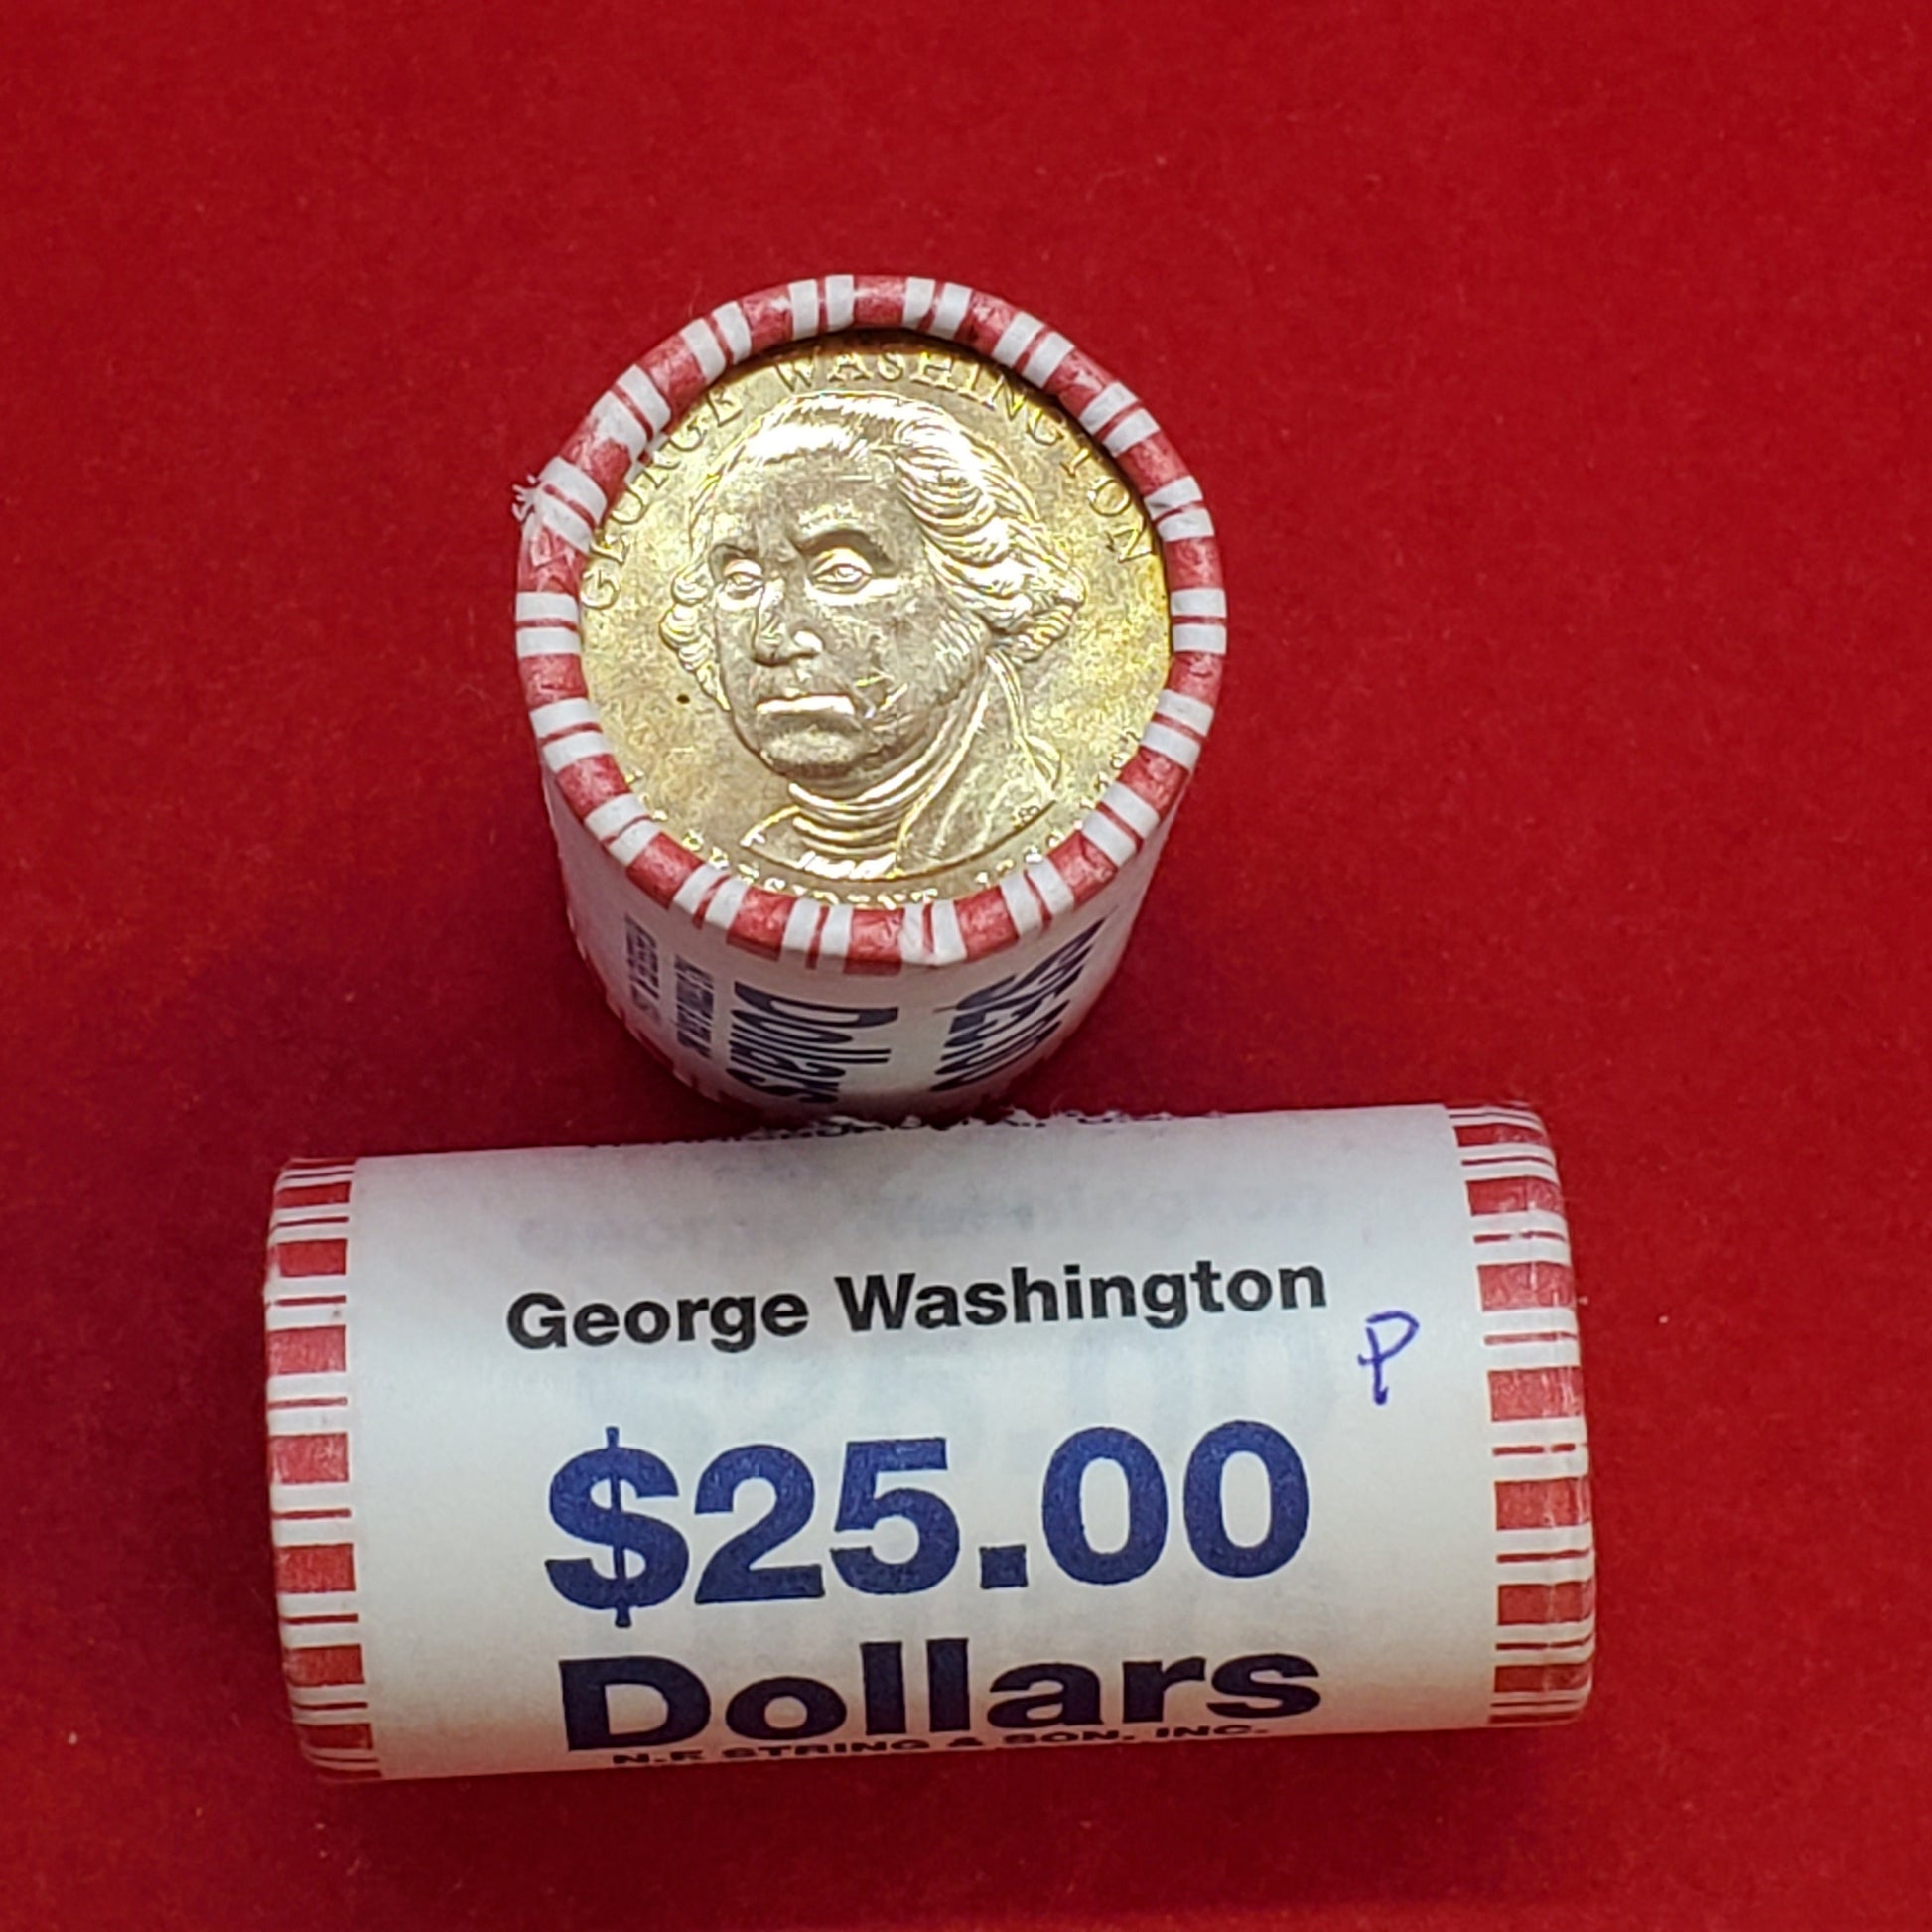 GEORGE WASHINGTON
Dollars
George Washington
P
$25.00
Dollars
N.F. STRING & SON, INC.